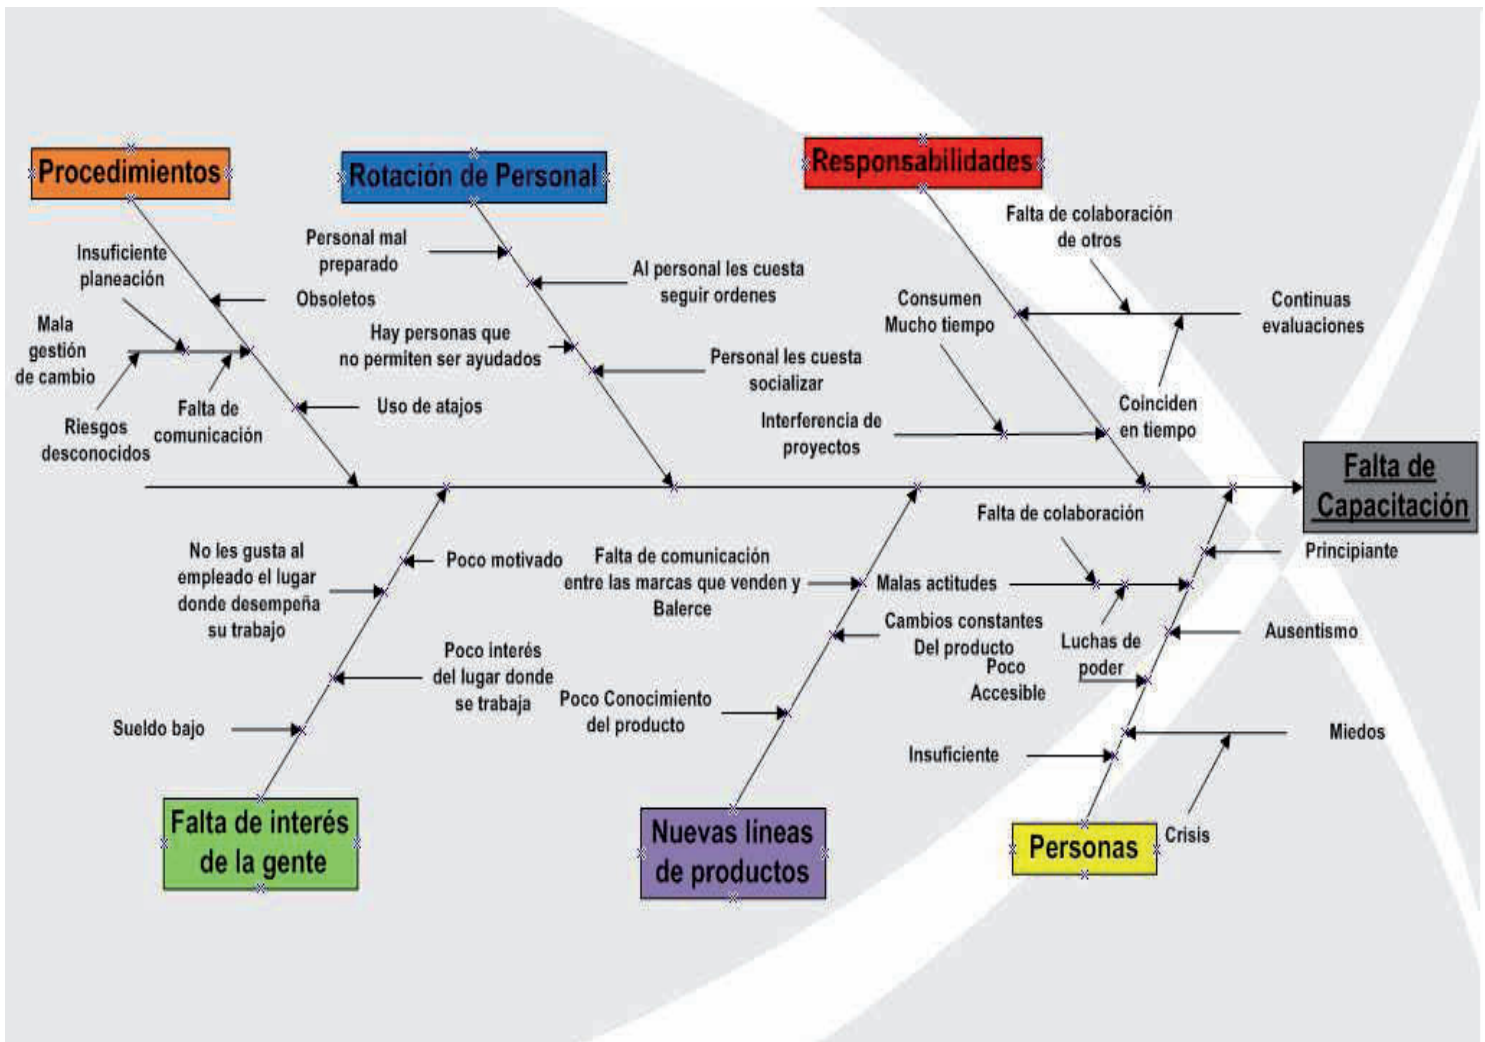 Procedimientos
Rotación de Personal
Responsabilidades
Insuficiente
planeación
Obsoletos
Mala
gestión
de cambio
Riesgos
desconocidos
Falta de
comunicación
Uso de atajos
Personal mal
preparado
Al personal les cuesta
seguir ordenes
Hay personas que
no permiten ser ayudados
Personal les cuesta
socializar
Falta de colaboración
de otros
Consumen
Mucho tiempo
Continuas
evaluaciones
Coinciden
en tiempo
Interferencia de
proyectos
Falta de
Capacitación
No les gusta al
empleado el lugar
donde desempeña
su trabajo
Poco motivado
Poco interés
del lugar donde
se trabaja
Sueldo bajo
Falta de interés
de la gente
Falta de comunicación
entre las marcas que venden y
Balerce
Cambios constantes
Del producto
Poco Conocimiento
del producto
Nuevas líneas
de productos
Falta de colaboración
Malas actitudes
Luchas de
poder
Principiante
Ausentismo
Poco
Accesible
Miedos
Insuficiente
Crisis
Personas